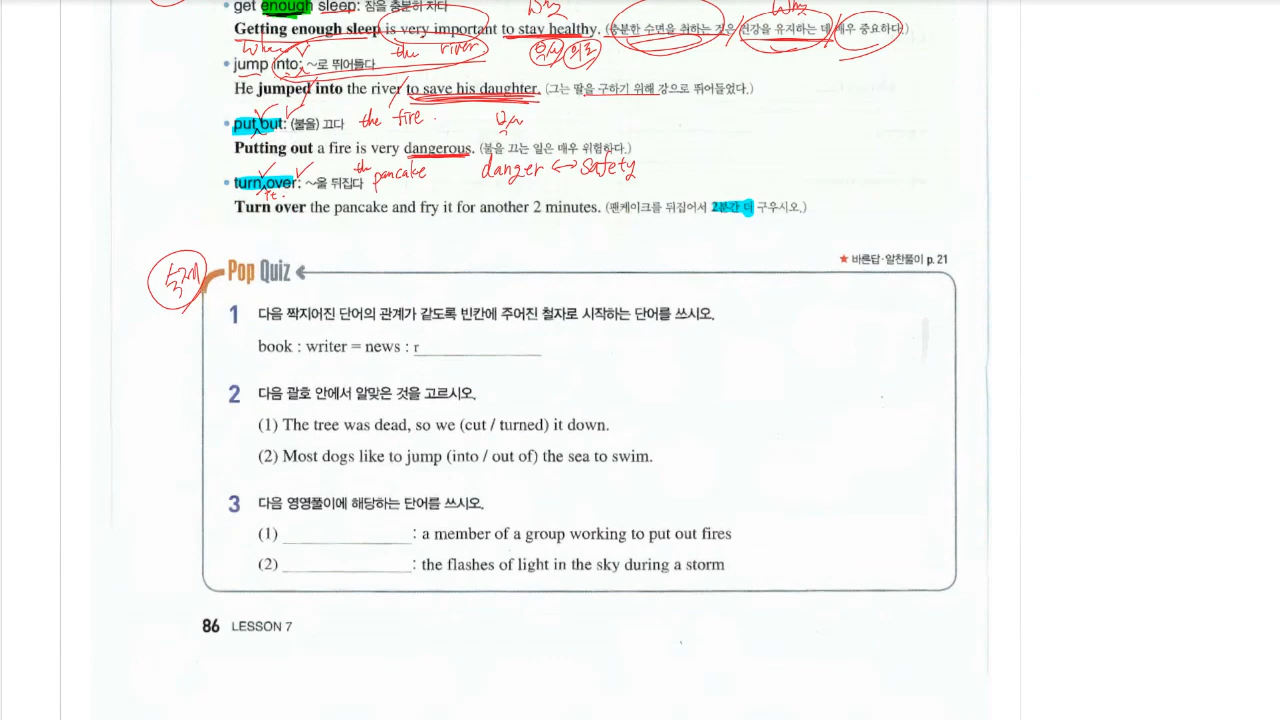 get enough sleep: 잠을 충분히 자다
Why
Why
Getting enough sleep is very important to stay healthy. (충분한 수면을 취하는 것은 건강을 유지하는 데 매우 중요하다.)
the river
jump into: ~로 뛰어들다
He jumped into the river to save his daughter. (그는 딸을 구하기 위해 강으로 뛰어들었다.)
put out: (불을) 끄다 the fire.
Putting out a fire is very dangerous. (불을 끄는 일은 매우 위험하다.)
danger ↔ safety
turn over: ~을 뒤집다 the pancake
it.
Turn over the pancake and fry it for another 2 minutes. (팬케이크를 뒤집어서 2분간 더 구우시오.)
숙제
Pop Quiz
★ 바른답·알찬풀이 p. 21
1 다음 짝지어진 단어의 관계가 같도록 빈칸에 주어진 철자로 시작하는 단어를 쓰시오.
book : writer = news : r
2 다음 괄호 안에서 알맞은 것을 고르시오.
(1) The tree was dead, so we (cut / turned) it down.
(2) Most dogs like to jump (into / out of) the sea to swim.
3 다음 영영풀이에 해당하는 단어를 쓰시오.
(1) : a member of a group working to put out fires
(2) : the flashes of light in the sky during a storm
86 LESSON 7